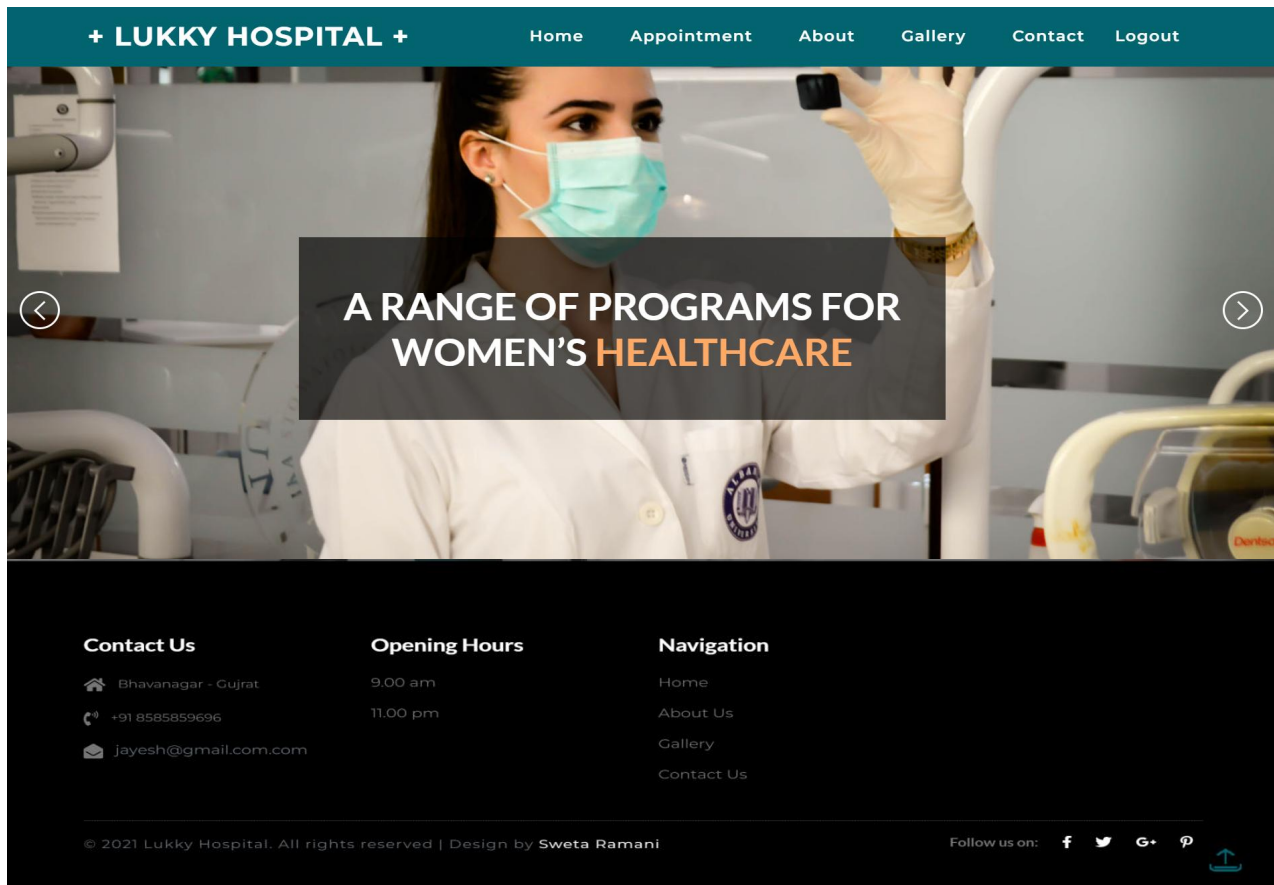 + LUKKY HOSPITAL +
Home Appointment About Gallery Contact Logout
A RANGE OF PROGRAMS FOR
WOMEN'S HEALTHCARE
Dentso
Contact Us
Bhavanagar - Gujrat
+91 8585859696
jayesh@gmail.com.com
Opening Hours
9.00 am
11.00 pm
Navigation
Home
About Us
Gallery
Contact Us
© 2021 Lukky Hospital. All rights reserved | Design by Sweta Ramani
Follow us on: